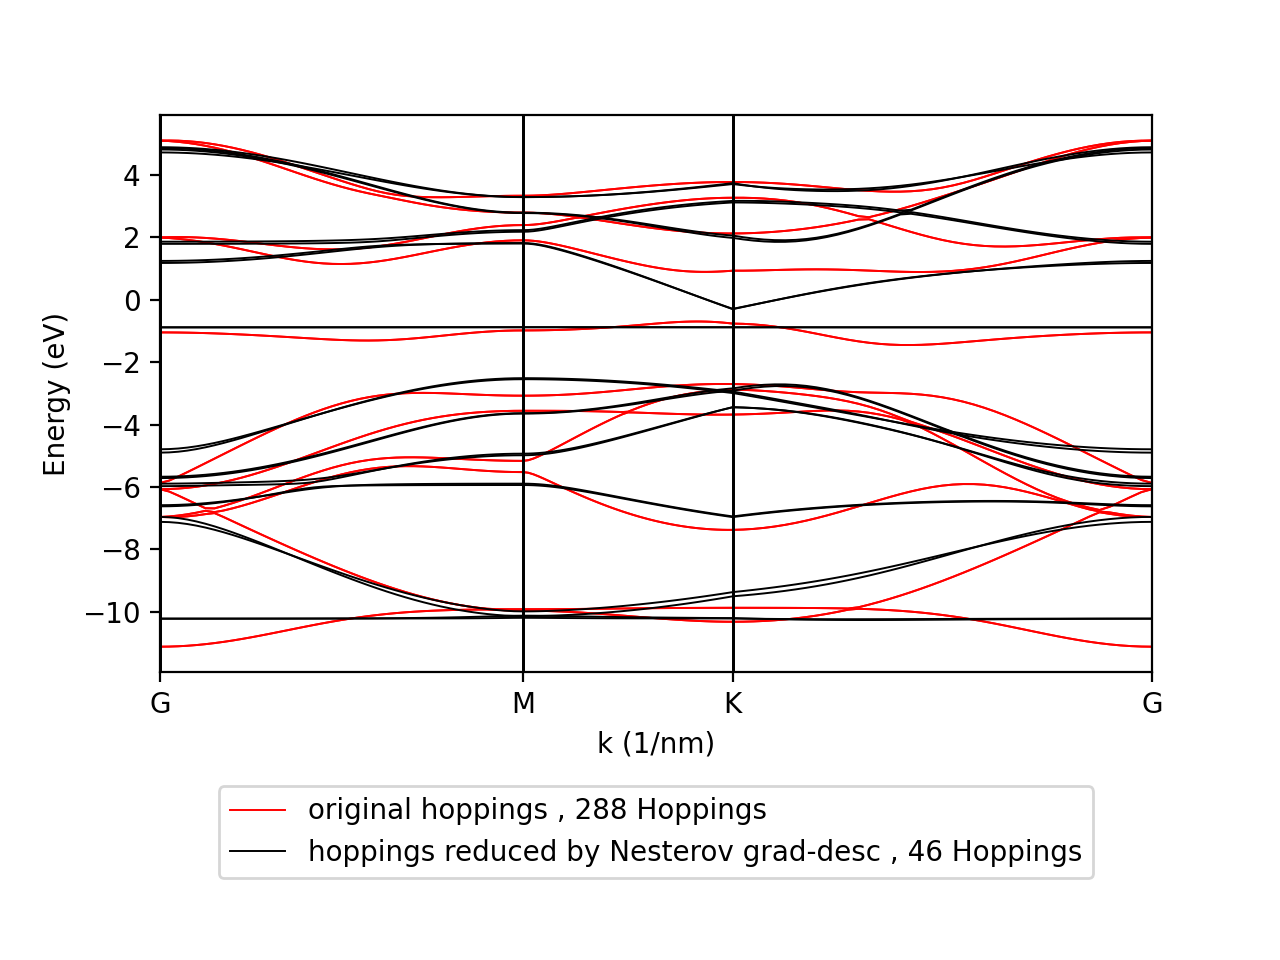 4
2
0
−2
−4
−6
−8
−10
Energy (eV)
G M K G
k (1/nm)
original hoppings , 288 Hoppings
hoppings reduced by Nesterov grad-desc , 46 Hoppings